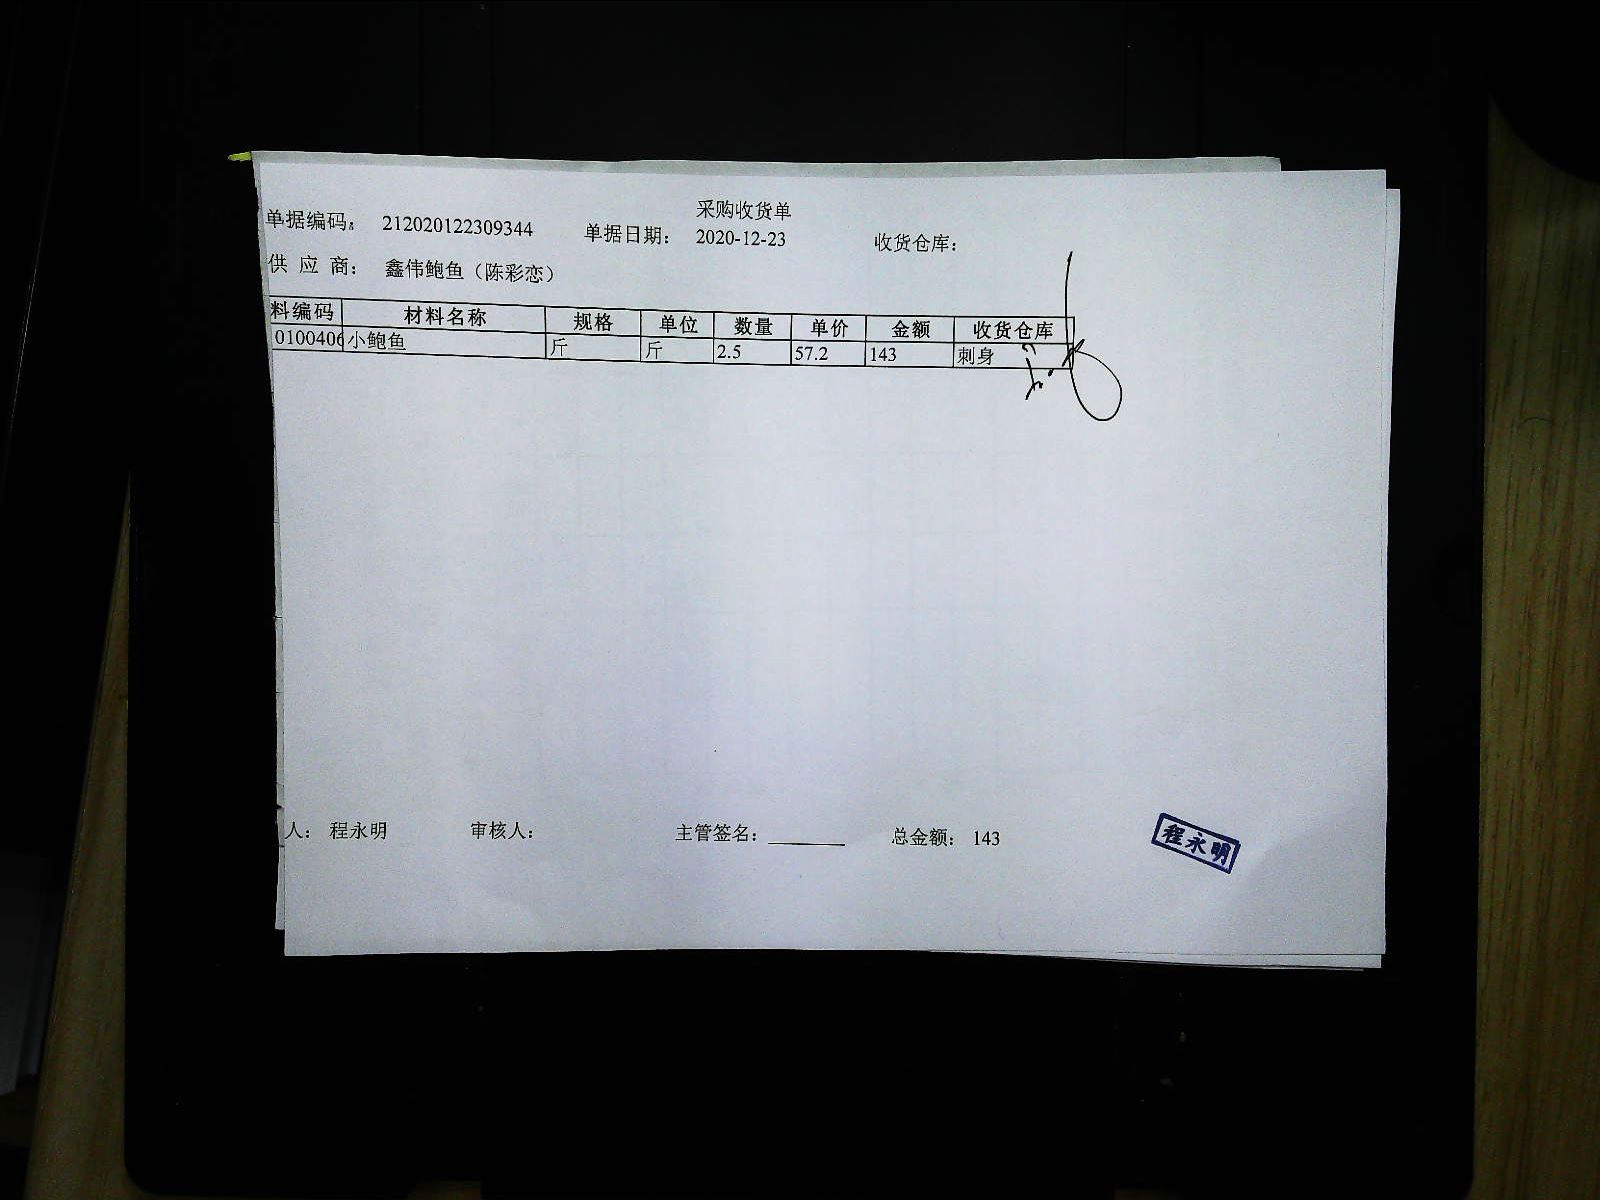 采购收货单
单据编码： 212020122309344 单据日期： 2020-12-23 收货仓库：
供 应 商： 鑫伟鲍鱼（陈彩恋）
料编码 材料名称 规格 单位 数量 单价 金额 收货仓库
0100406 小鲍鱼 斤 斤 2.5 57.2 143 刺身
人： 程永明 审核人： 主管签名： 总金额： 143
程永明